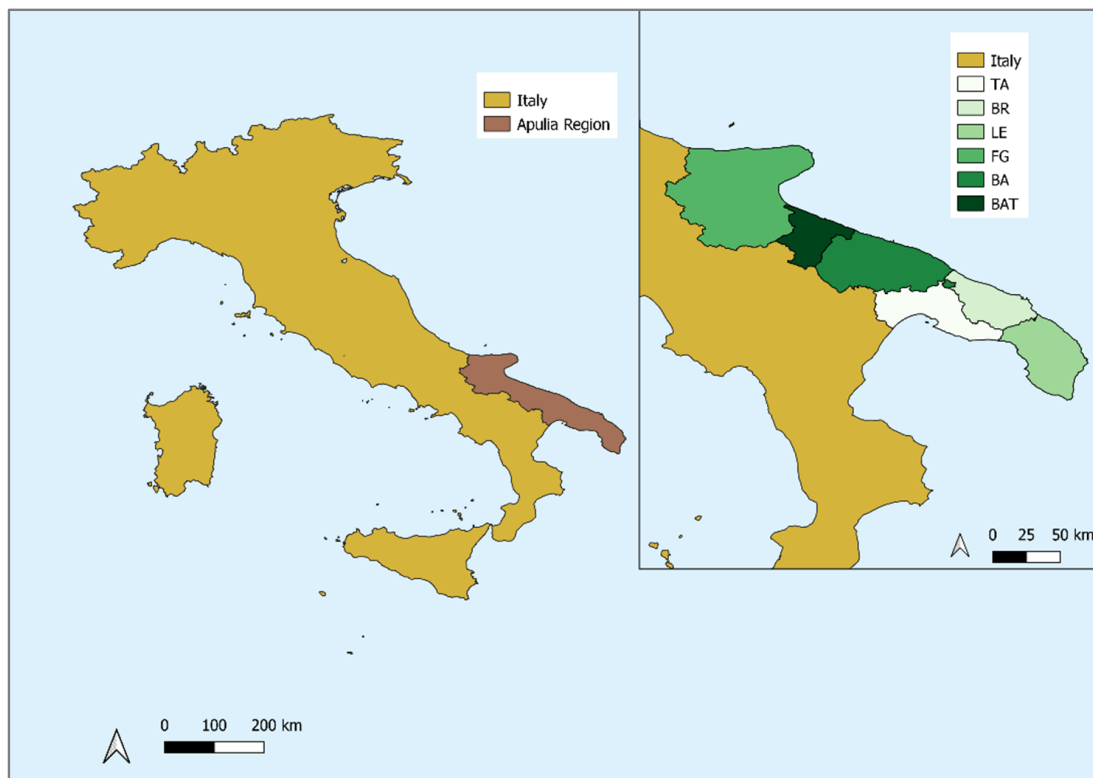 Italy
Apulia Region
0 100 200 km
Italy
TA
BR
LE
FG
BA
BAT
0 25 50 km